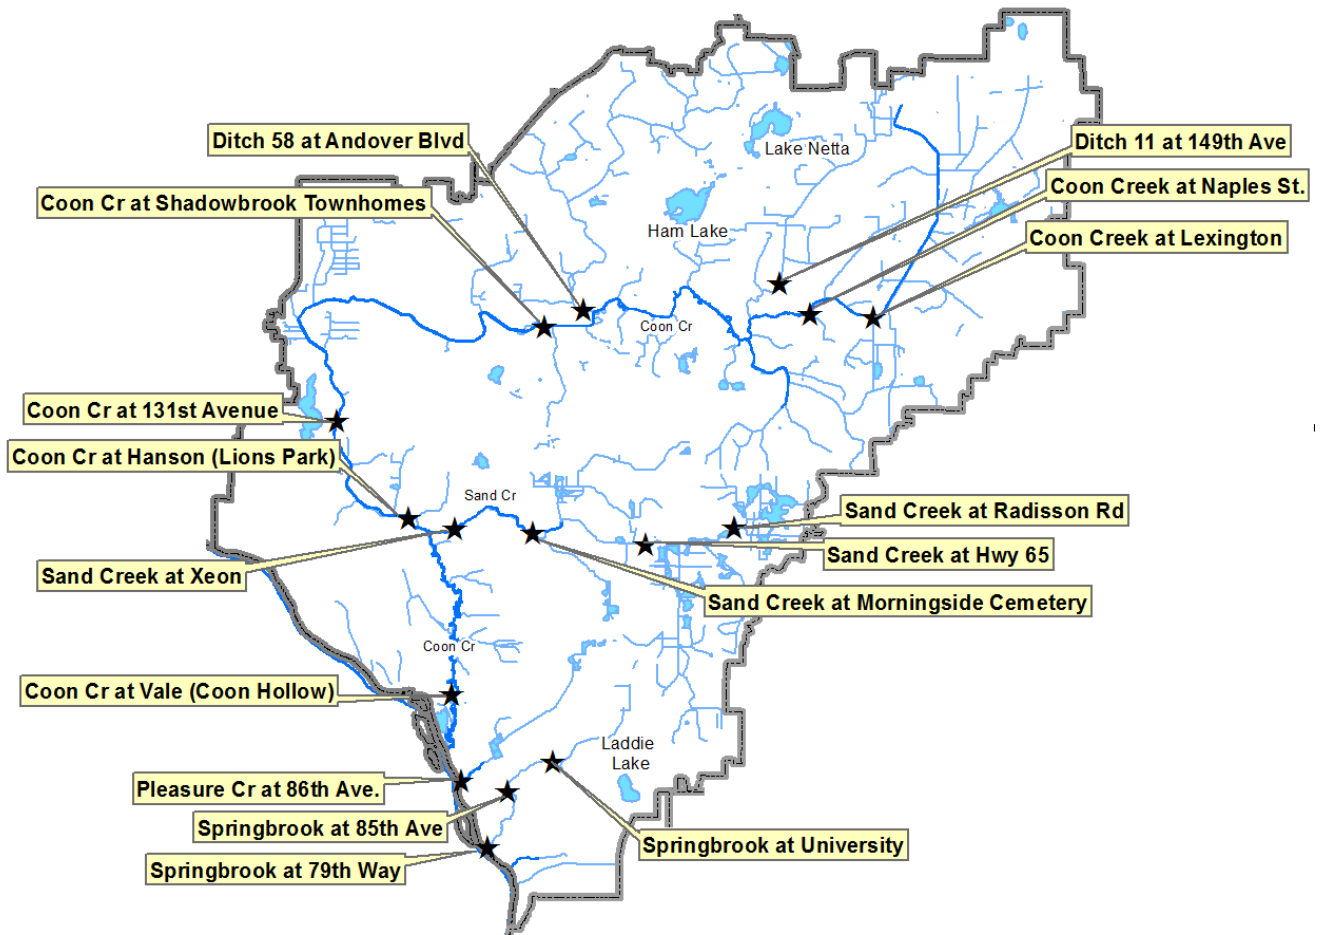 Ditch 58 at Andover Blvd
Lake Netta
Ditch 11 at 149th Ave
Coon Creek at Naples St.
Coon Cr at Shadowbrook Townhomes
Ham Lake
Coon Creek at Lexington
Coon Cr
Coon Cr at 131st Avenue
Coon Cr at Hanson (Lions Park)
Sand Cr
Sand Creek at Radisson Rd
Sand Creek at Hwy 65
Sand Creek at Xeon
Sand Creek at Morningside Cemetery
Coon Cr
Coon Cr at Vale (Coon Hollow)
Laddie
Lake
Pleasure Cr at 86th Ave.
Springbrook at 85th Ave
Springbrook at University
Springbrook at 79th Way